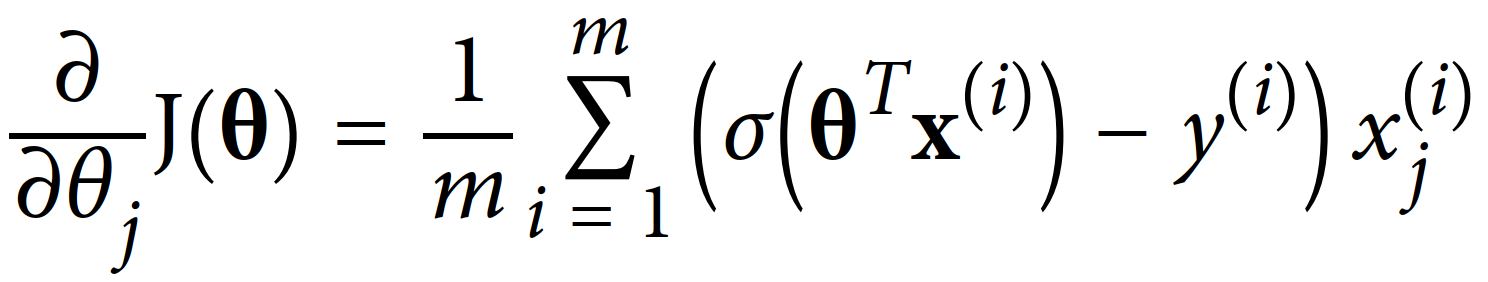 ∂/∂θ_j J(𝛉) = 1/m ∑_{i = 1}^{m} (σ(𝛉^T 𝐱^(i)) − y^(i)) x_j^(i)